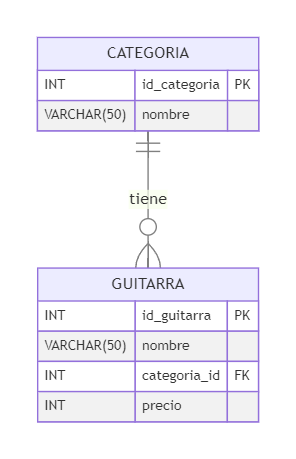 CATEGORIA
INT id_categoria PK
VARCHAR(50) nombre
tiene
GUITARRA
INT id_guitarra PK
VARCHAR(50) nombre
INT categoria_id FK
INT precio